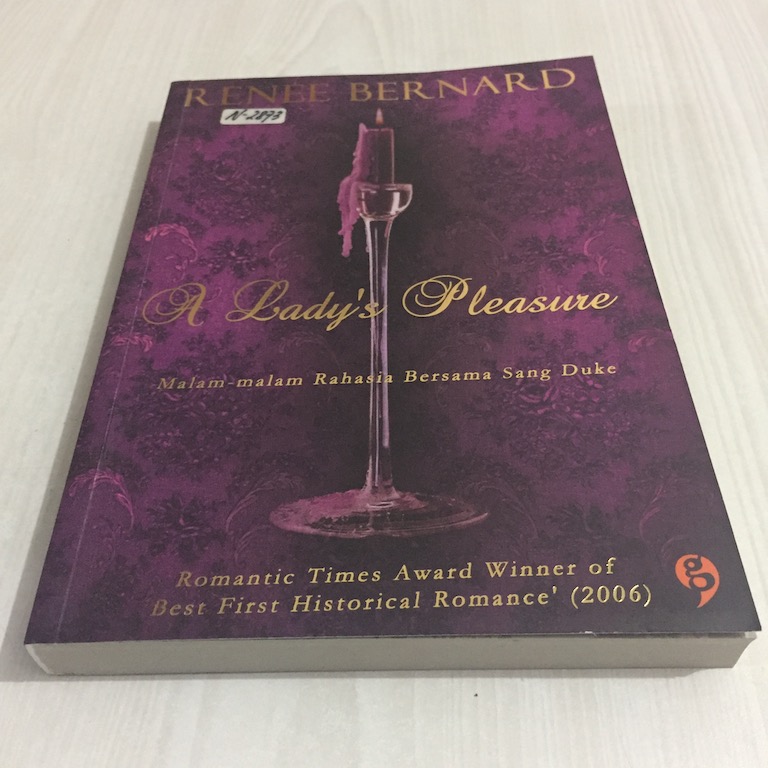 RENEE BERNARD
N-2893
A Lady's Pleasure
Malam-malam Rahasia Bersama Sang Duke
Romantic Times Award Winner of
Best First Historical Romance' (2006)
g